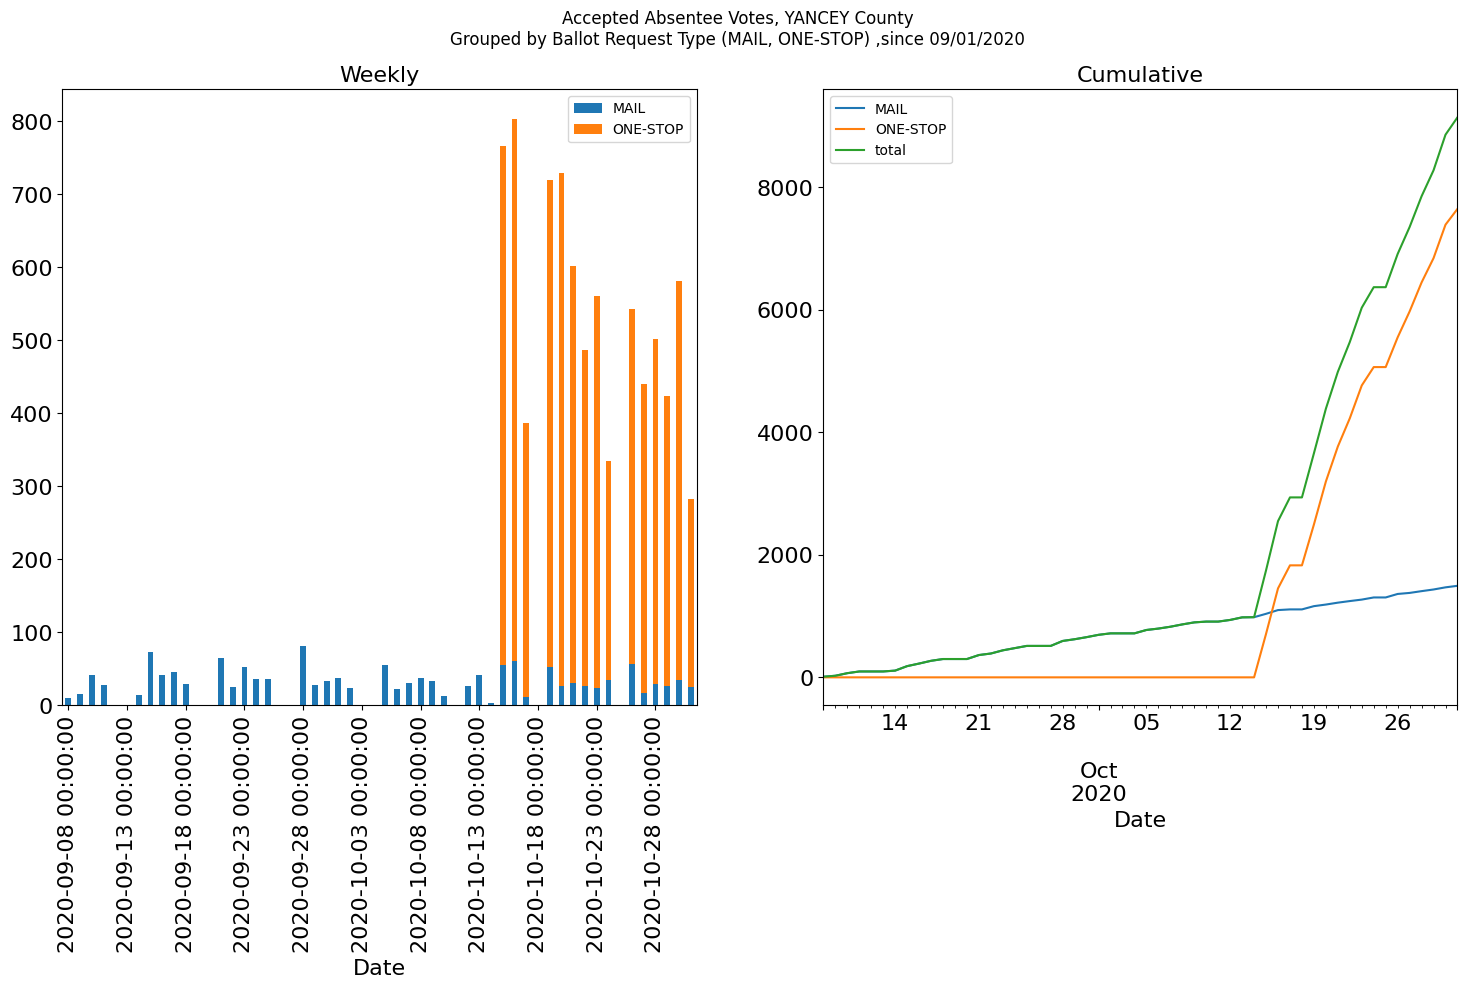 Accepted Absentee Votes, YANCEY County
Grouped by Ballot Request Type (MAIL, ONE-STOP) ,since 09/01/2020
Weekly
MAIL
ONE-STOP
800
700
600
500
400
300
200
100
0
2020-09-08 00:00:00
2020-09-13 00:00:00
2020-09-18 00:00:00
2020-09-23 00:00:00
2020-09-28 00:00:00
2020-10-03 00:00:00
2020-10-08 00:00:00
2020-10-13 00:00:00
2020-10-18 00:00:00
2020-10-23 00:00:00
2020-10-28 00:00:00
Date
Cumulative
MAIL
ONE-STOP
total
8000
6000
4000
2000
0
14 21 28 05 12 19 26
Oct
2020
Date